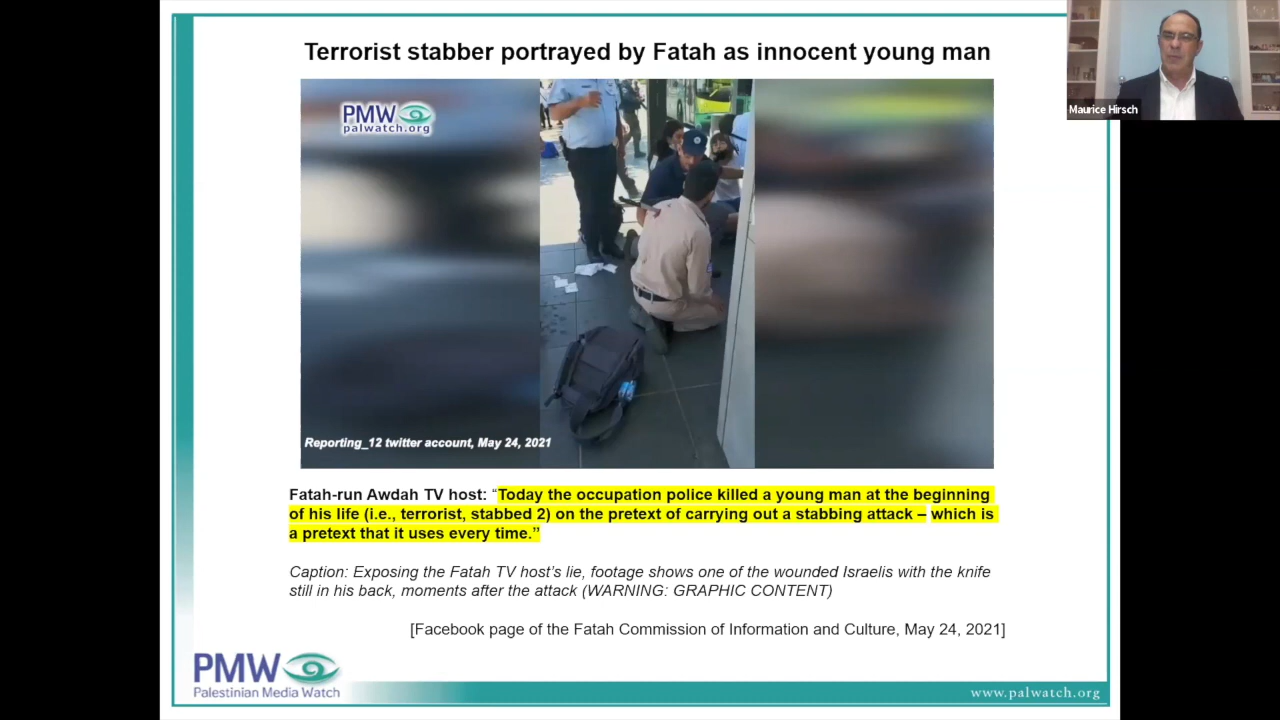 Terrorist stabber portrayed by Fatah as innocent young man
Maurice Hirsch
PMW
palwatch.org
Reporting_12 twitter account, May 24, 2021
Fatah-run Awdah TV host: “Today the occupation police killed a young man at the beginning
of his life (i.e., terrorist, stabbed 2) on the pretext of carrying out a stabbing attack – which is
a pretext that it uses every time.”
Caption: Exposing the Fatah TV host’s lie, footage shows one of the wounded Israelis with the knife
still in his back, moments after the attack (WARNING: GRAPHIC CONTENT)
[Facebook page of the Fatah Commission of Information and Culture, May 24, 2021]
PMW
Palestinian Media Watch
www.palwatch.org